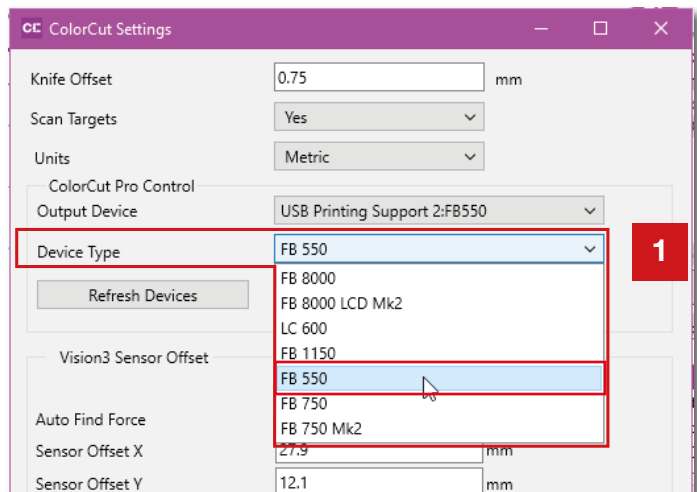 CC ColorCut Settings
Knife Offset 0.75 mm
Scan Targets Yes
Units Metric
ColorCut Pro Control
Output Device USB Printing Support 2:FB550
Device Type FB 550
1
Refresh Devices
FB 8000
FB 8000 LCD Mk2
LC 600
FB 1150
Vision3 Sensor Offset
FB 550
FB 750
Auto Find Force
FB 750 Mk2
Sensor Offset X 27.9 mm
Sensor Offset Y 12.1 mm